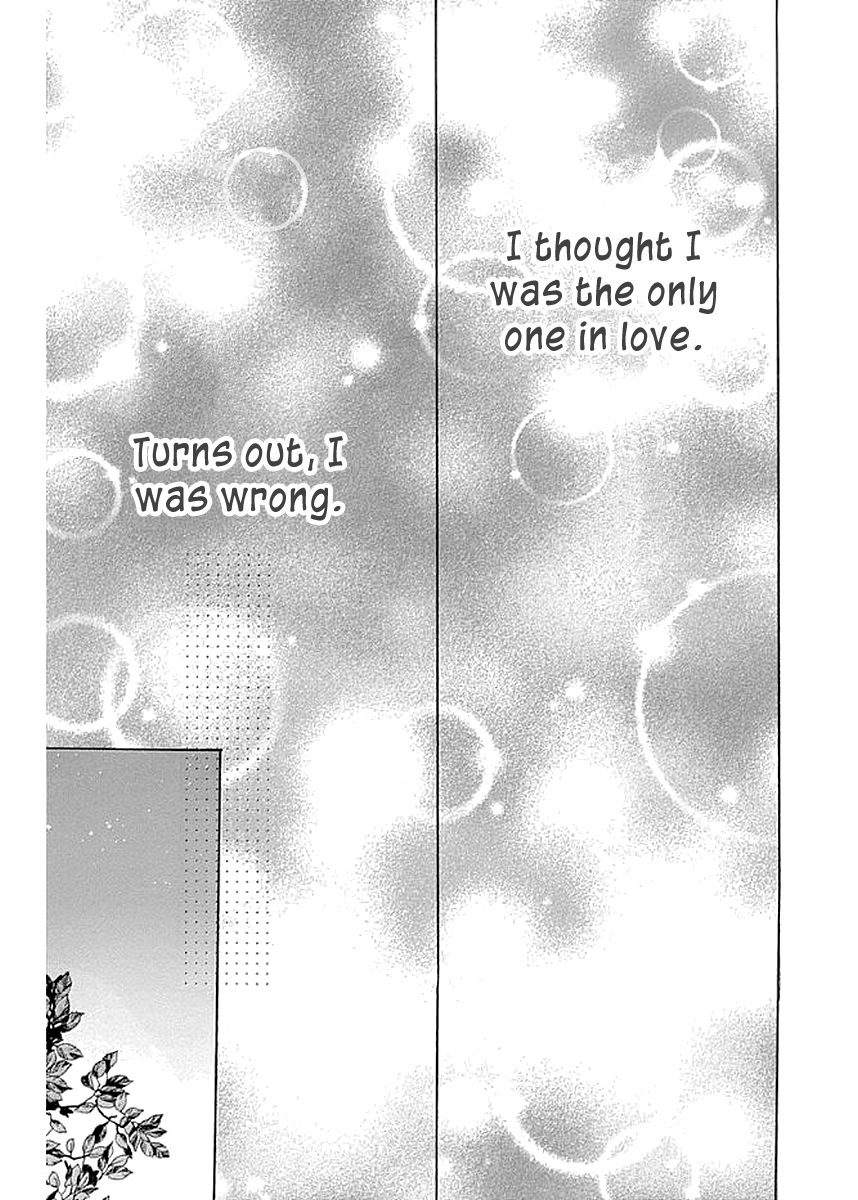 I thought I
was the only
one in love.
Turns out, I
was wrong.